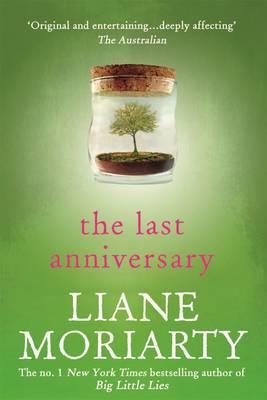 ‘Original and entertaining...deeply affecting’
The Australian
the last
anniversary
LIANE
MORIARTY
The no. 1 New York Times bestselling author of
Big Little Lies